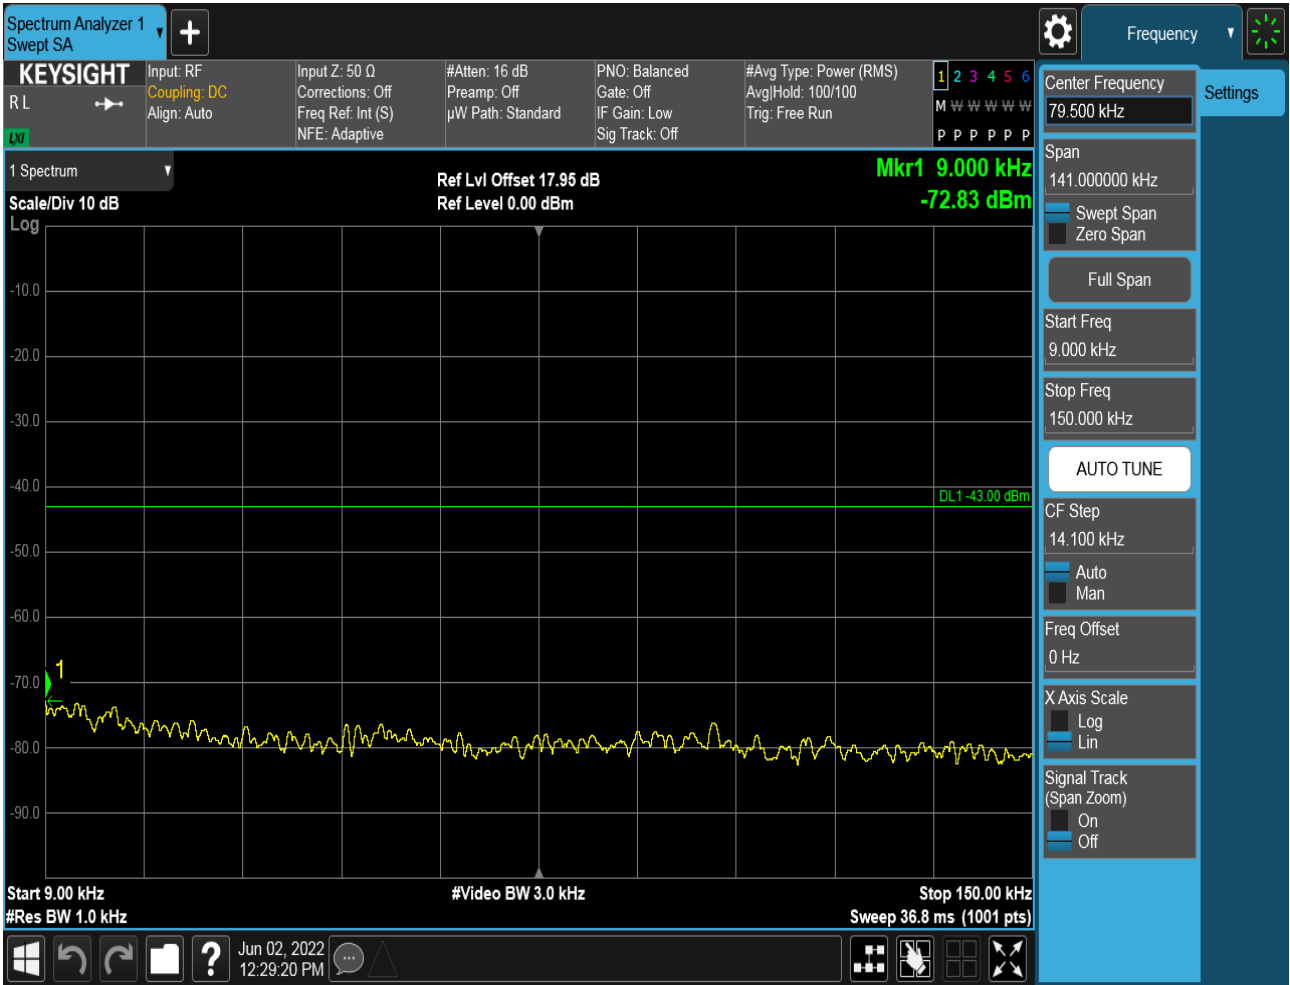 Spectrum Analyzer 1
Swept SA
+
Frequency
KEYSIGHT
R L
LXI
Input: RF
Coupling: DC
Align: Auto
Input Z: 50 Ω
Corrections: Off
Freq Ref: Int (S)
NFE: Adaptive
#Atten: 16 dB
Preamp: Off
µW Path: Standard
PNO: Balanced
Gate: Off
IF Gain: Low
Sig Track: Off
#Avg Type: Power (RMS)
Avg|Hold: 100/100
Trig: Free Run
1 2 3 4 5 6
M W W W W W
P P P P P P
1 Spectrum
Scale/Div 10 dB
Log
Ref Lvl Offset 17.95 dB
Ref Level 0.00 dBm
Mkr1 9.000 kHz
-72.83 dBm
-10.0
-20.0
-30.0
-40.0
DL1 -43.00 dBm
-50.0
-60.0
1
-70.0
-80.0
-90.0
Start 9.00 kHz
#Video BW 3.0 kHz
Stop 150.00 kHz
#Res BW 1.0 kHz
Sweep 36.8 ms (1001 pts)
?
Jun 02, 2022
12:29:20 PM
Center Frequency
79.500 kHz
Settings
Span
141.000000 kHz
Swept Span
Zero Span
Full Span
Start Freq
9.000 kHz
Stop Freq
150.000 kHz
AUTO TUNE
CF Step
14.100 kHz
Auto
Man
Freq Offset
0 Hz
X Axis Scale
Log
Lin
Signal Track
(Span Zoom)
On
Off